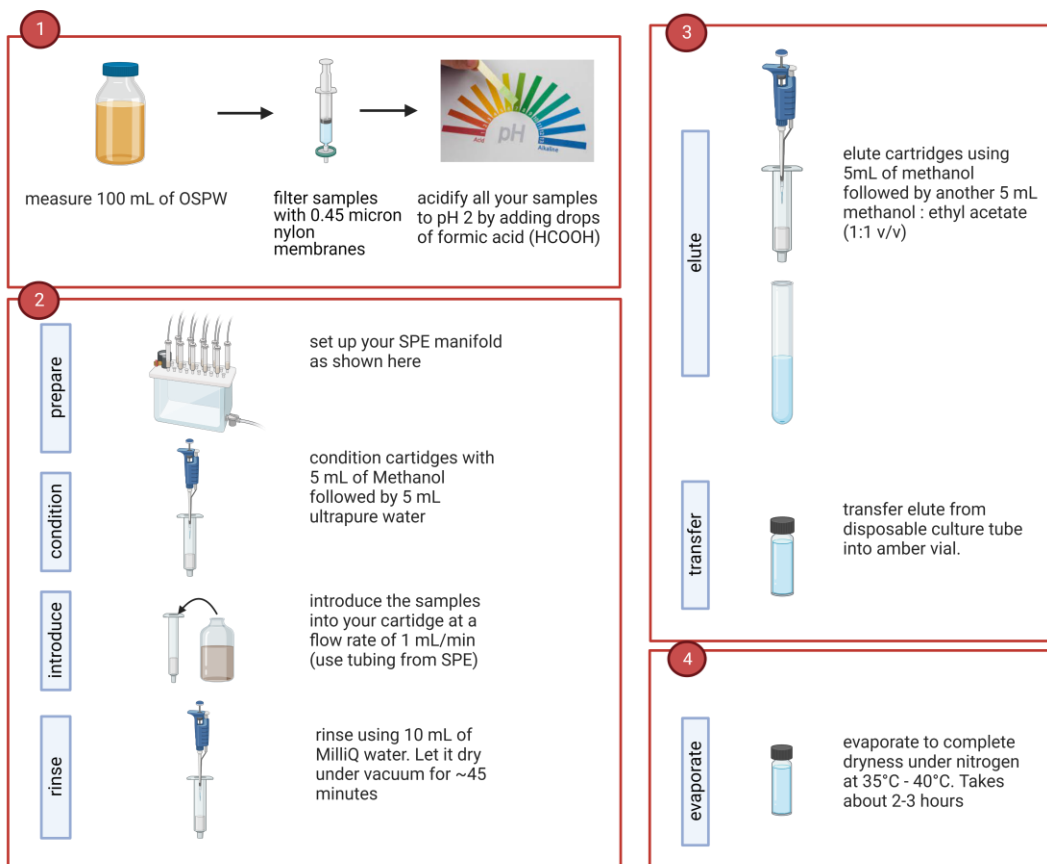 1
measure 100 mL of OSPW
filter samples
with 0.45 micron
nylon
membranes
Acid
pH
Alkaline
acidify all your samples
to pH 2 by adding drops
of formic acid (HCOOH)
2
prepare
set up your SPE manifold
as shown here
condition
condition cartidges with
5 mL of Methanol
followed by 5 mL
ultrapure water
introduce
introduce the samples
into your cartidge at a
flow rate of 1 mL/min
(use tubing from SPE)
rinse
rinse using 10 mL of
MilliQ water. Let it dry
under vacuum for ~45
minutes
3
elute
elute cartridges using
5mL of methanol
followed by another 5 mL
methanol : ethyl acetate
(1:1 v/v)
transfer
transfer elute from
disposable culture tube
into amber vial.
4
evaporate
evaporate to complete
dryness under nitrogen
at 35°C - 40°C. Takes
about 2-3 hours